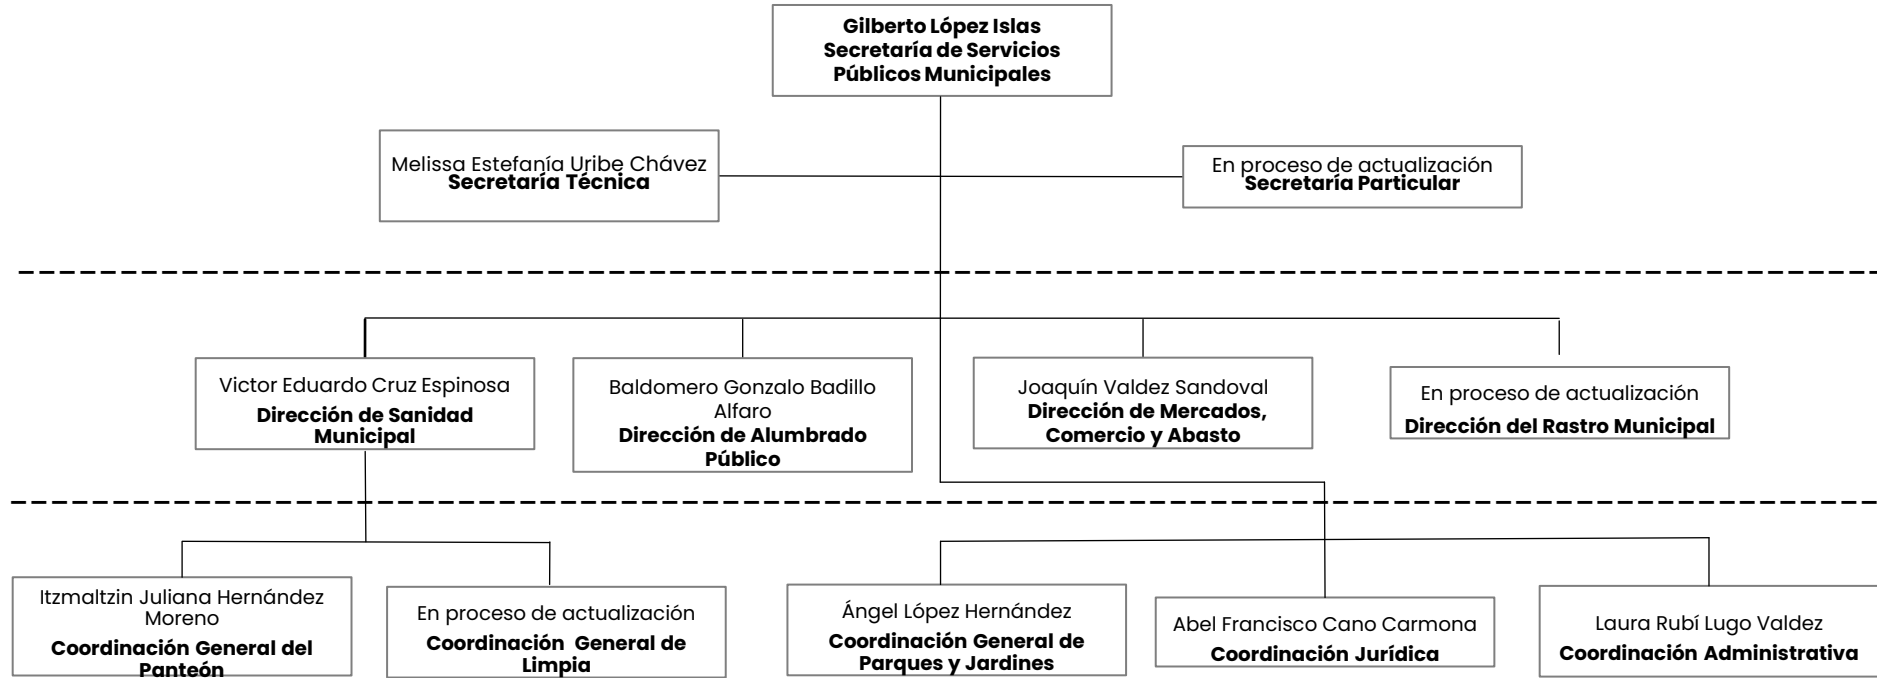 Gilberto López Islas
Secretaría de Servicios
Públicos Municipales
Melissa Estefanía Uribe Chávez
Secretaría Técnica
En proceso de actualización
Secretaría Particular
Victor Eduardo Cruz Espinosa
Dirección de Sanidad
Municipal
Baldomero Gonzalo Badillo
Alfaro
Dirección de Alumbrado
Público
Joaquín Valdez Sandoval
Dirección de Mercados,
Comercio y Abasto
En proceso de actualización
Dirección del Rastro Municipal
Itzmaltzin Juliana Hernández
Moreno
Coordinación General del
Panteón
En proceso de actualización
Coordinación General de
Limpia
Ángel López Hernández
Coordinación General de
Parques y Jardines
Abel Francisco Cano Carmona
Coordinación Jurídica
Laura Rubí Lugo Valdez
Coordinación Administrativa